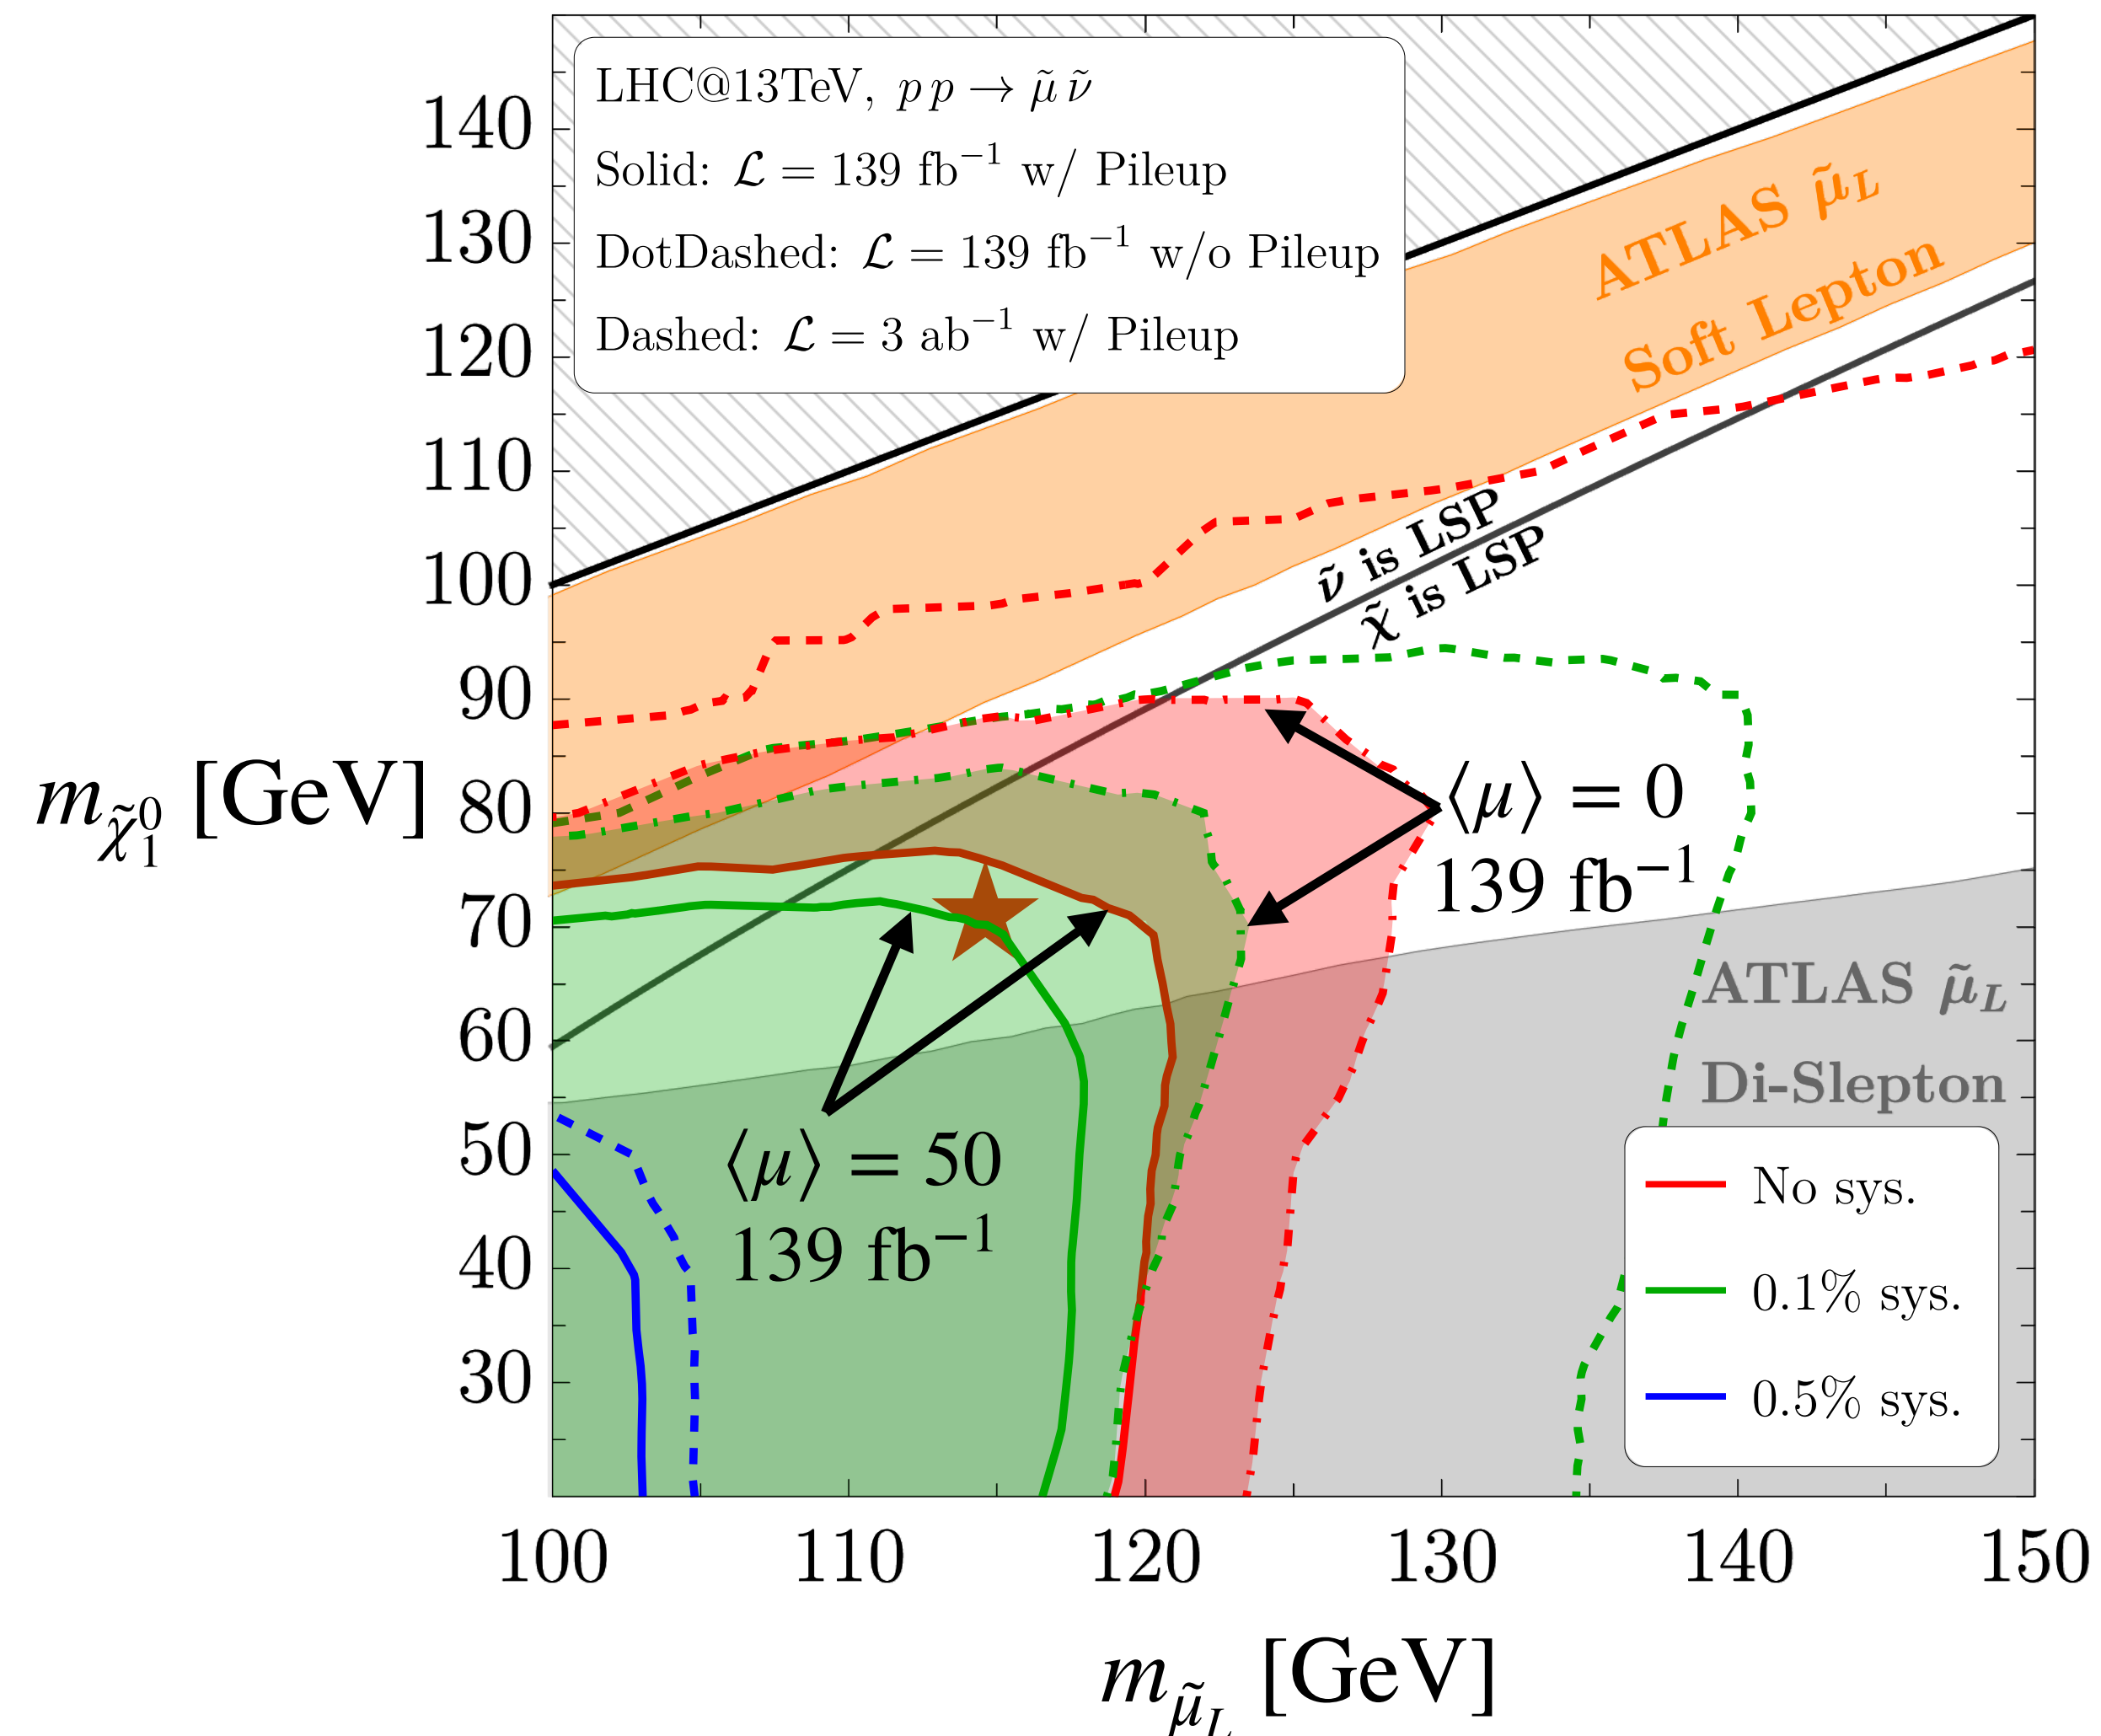 LHC@13TeV, pp → μ̃ ν̃
Solid: ℒ = 139 fb⁻¹ w/ Pileup
DotDashed: ℒ = 139 fb⁻¹ w/o Pileup
Dashed: ℒ = 3 ab⁻¹ w/ Pileup
ATLAS μ̃_L
Soft Lepton
ν̃ is LSP
χ̃ is LSP
⟨μ⟩ = 0
139 fb⁻¹
ATLAS μ̃_L
Di-Slepton
⟨μ⟩ = 50
139 fb⁻¹
No sys.
0.1% sys.
0.5% sys.
m_χ̃₁⁰ [GeV]
140
130
120
110
100
90
80
70
60
50
40
30
100 110 120 130 140 150
m_μ̃_L [GeV]